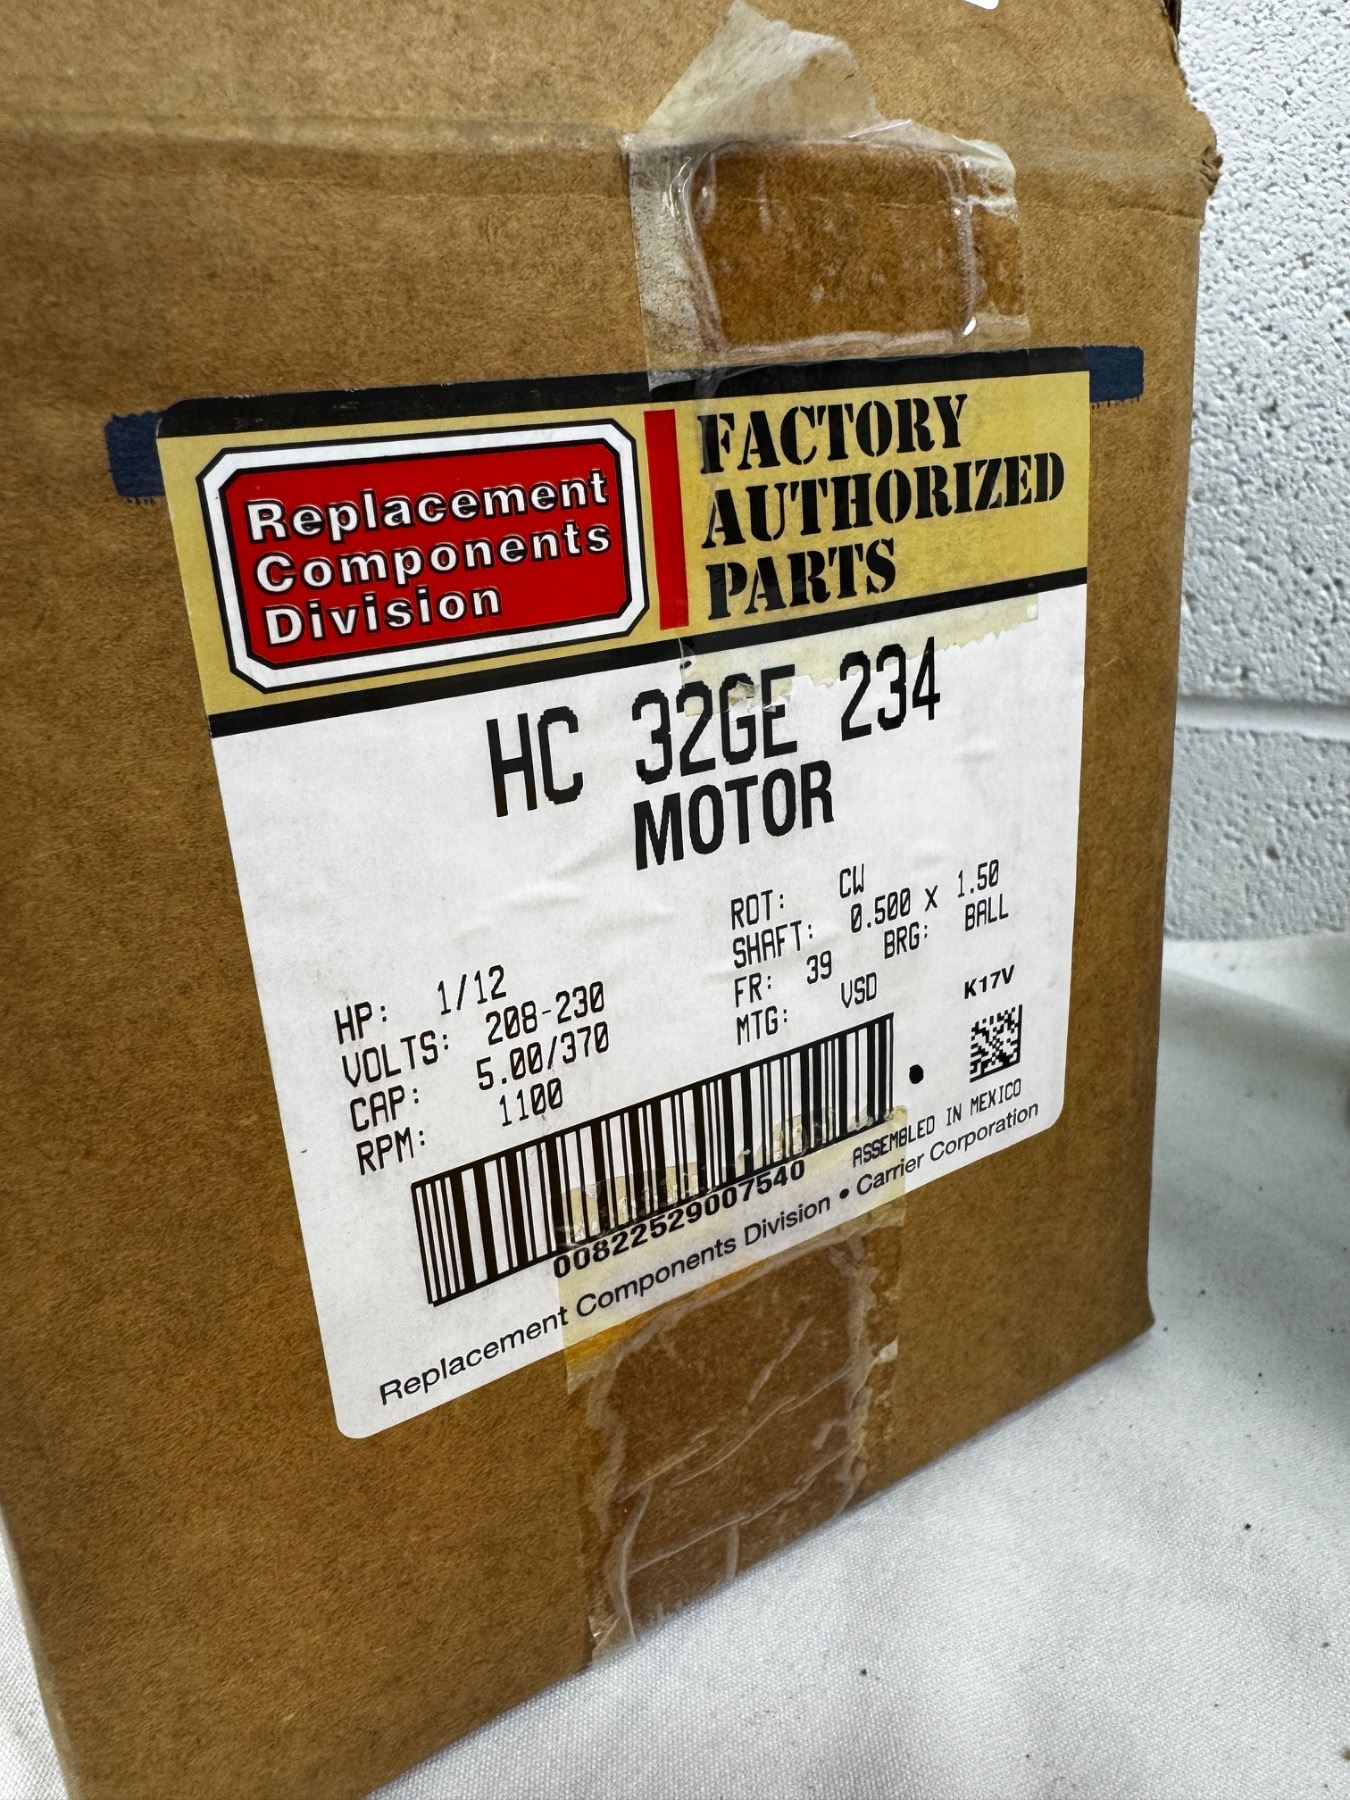 Replacement
Components
Division
FACTORY
AUTHORIZED
PARTS
HC 32GE 234
MOTOR
HP: 1/12
VOLTS: 208-230
CAP: 5.00/370
RPM: 1100
ROT: CW
SHAFT: 0.500 X 1.50
FR: 39 BRG: BALL
MTG: VSD
K17V
00822529007540
ASSEMBLED IN MEXICO
Replacement Components Division • Carrier Corporation